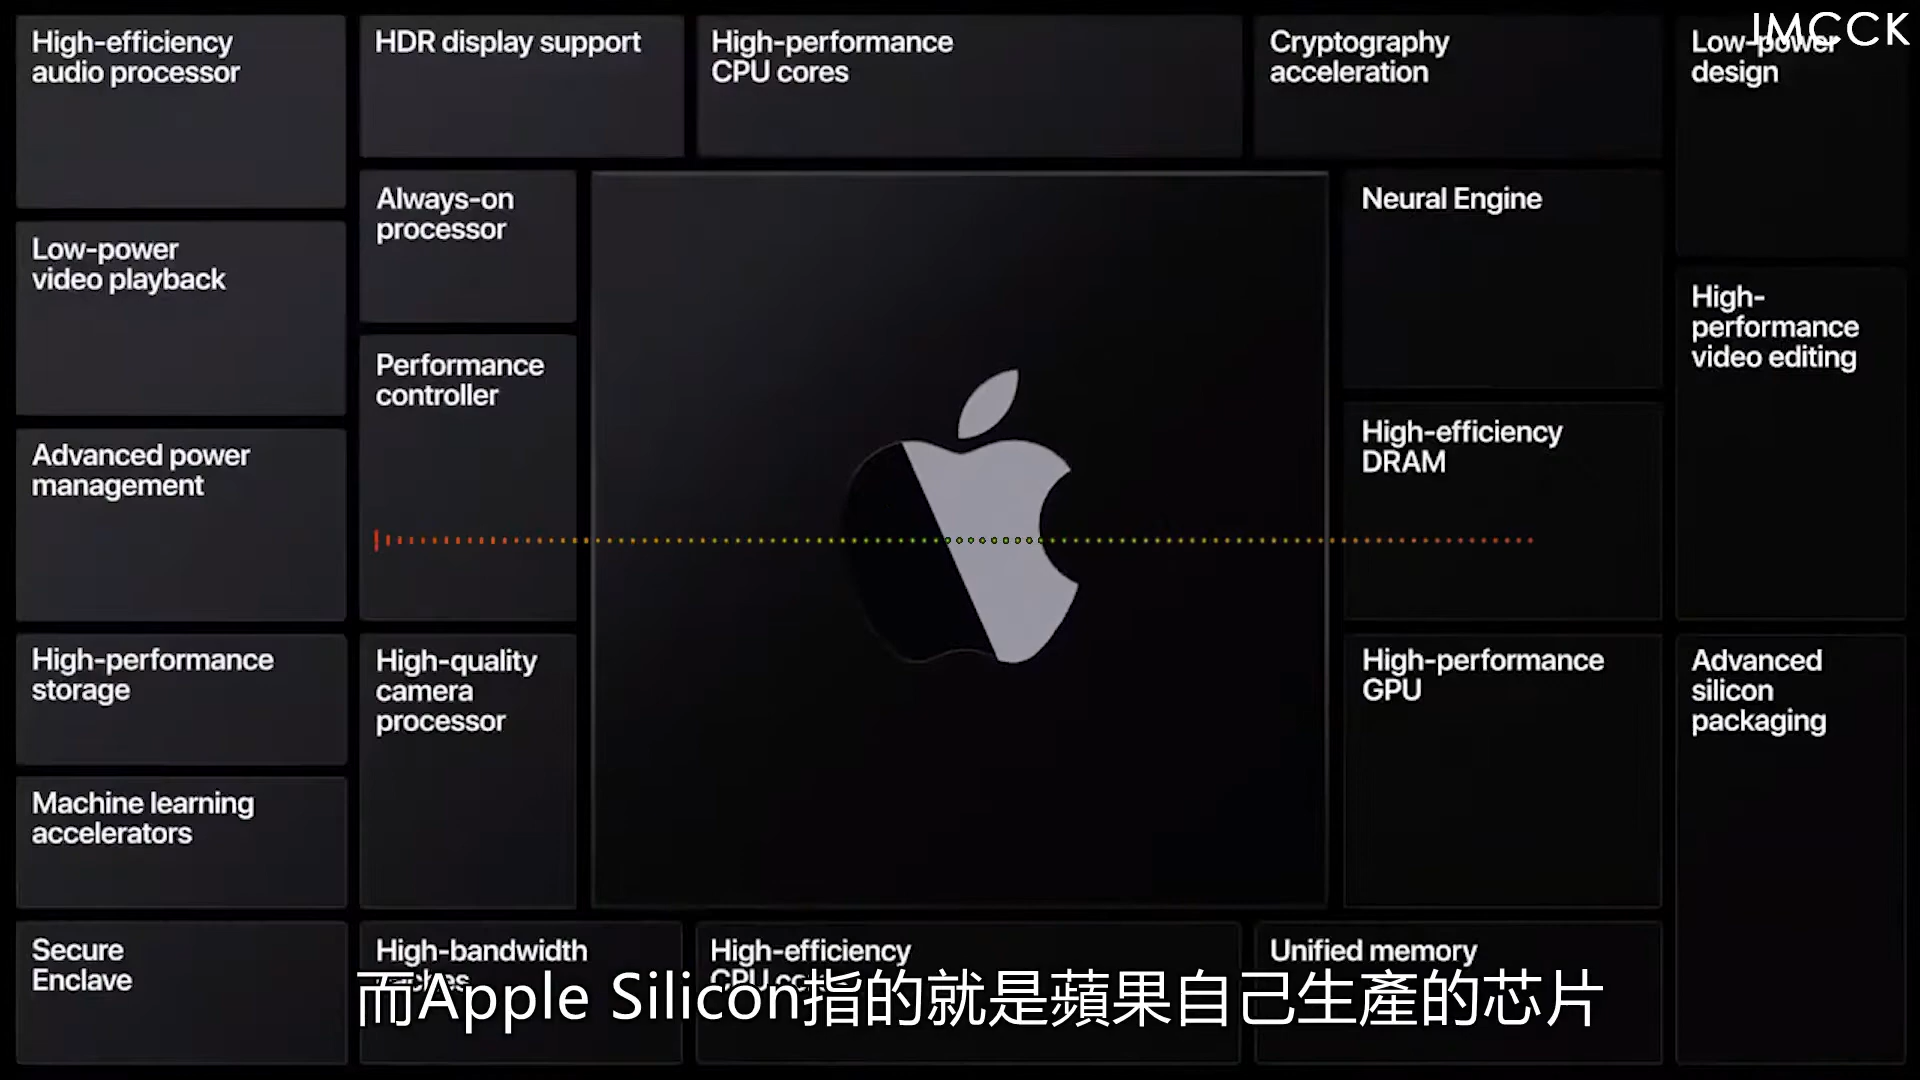 High-efficiency
audio processor
HDR display support
High-performance
CPU cores
Cryptography
acceleration
Low-power
design
JMCCK
Always-on
processor
Neural Engine
Low-power
video playback
High-
performance
video editing
Performance
controller
High-efficiency
DRAM
Advanced power
management
High-performance
storage
High-quality
camera
processor
High-performance
GPU
Advanced
silicon
packaging
Machine learning
accelerators
Secure
Enclave
High-bandwidth
High-efficiency
CPU
Unified memory
而Apple Silicon指的就是蘋果自己生產的芯片